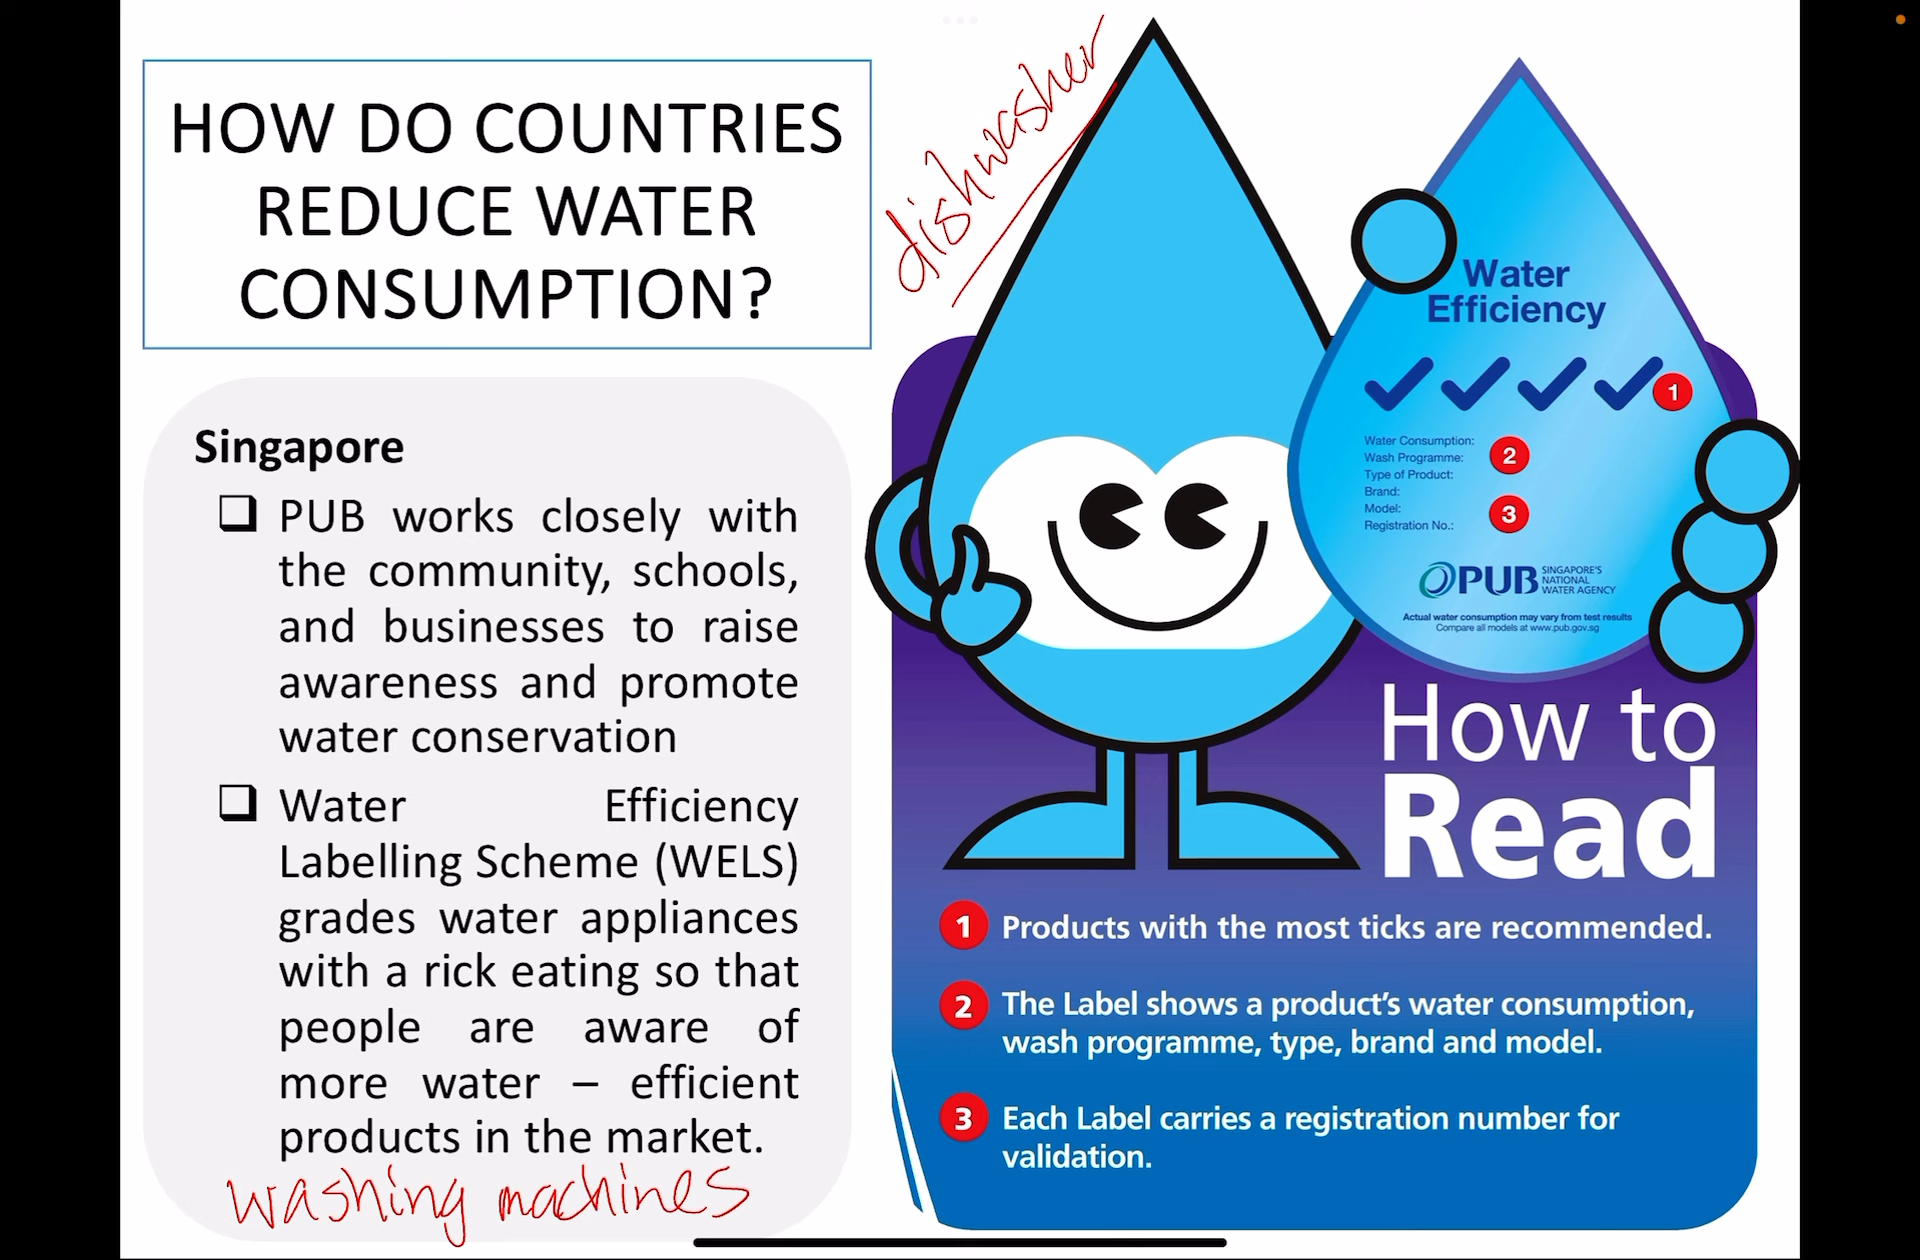 HOW DO COUNTRIES
REDUCE WATER
CONSUMPTION?
dishwasher
Singapore
❑ PUB works closely with
the community, schools,
and businesses to raise
awareness and promote
water conservation
❑ Water Efficiency
Labelling Scheme (WELS)
grades water appliances
with a rick eating so that
people are aware of
more water – efficient
products in the market.
washing machines
Water
Efficiency
1
Water Consumption:
Wash Programme: 2
Type of Product:
Brand:
Model: 3
Registration No.:
PUB SINGAPORE'S
NATIONAL
WATER AGENCY
Actual water consumption may vary from test results
Compare all models at www.pub.gov.sg
How to
Read
1 Products with the most ticks are recommended.
2 The Label shows a product's water consumption,
wash programme, type, brand and model.
3 Each Label carries a registration number for
validation.